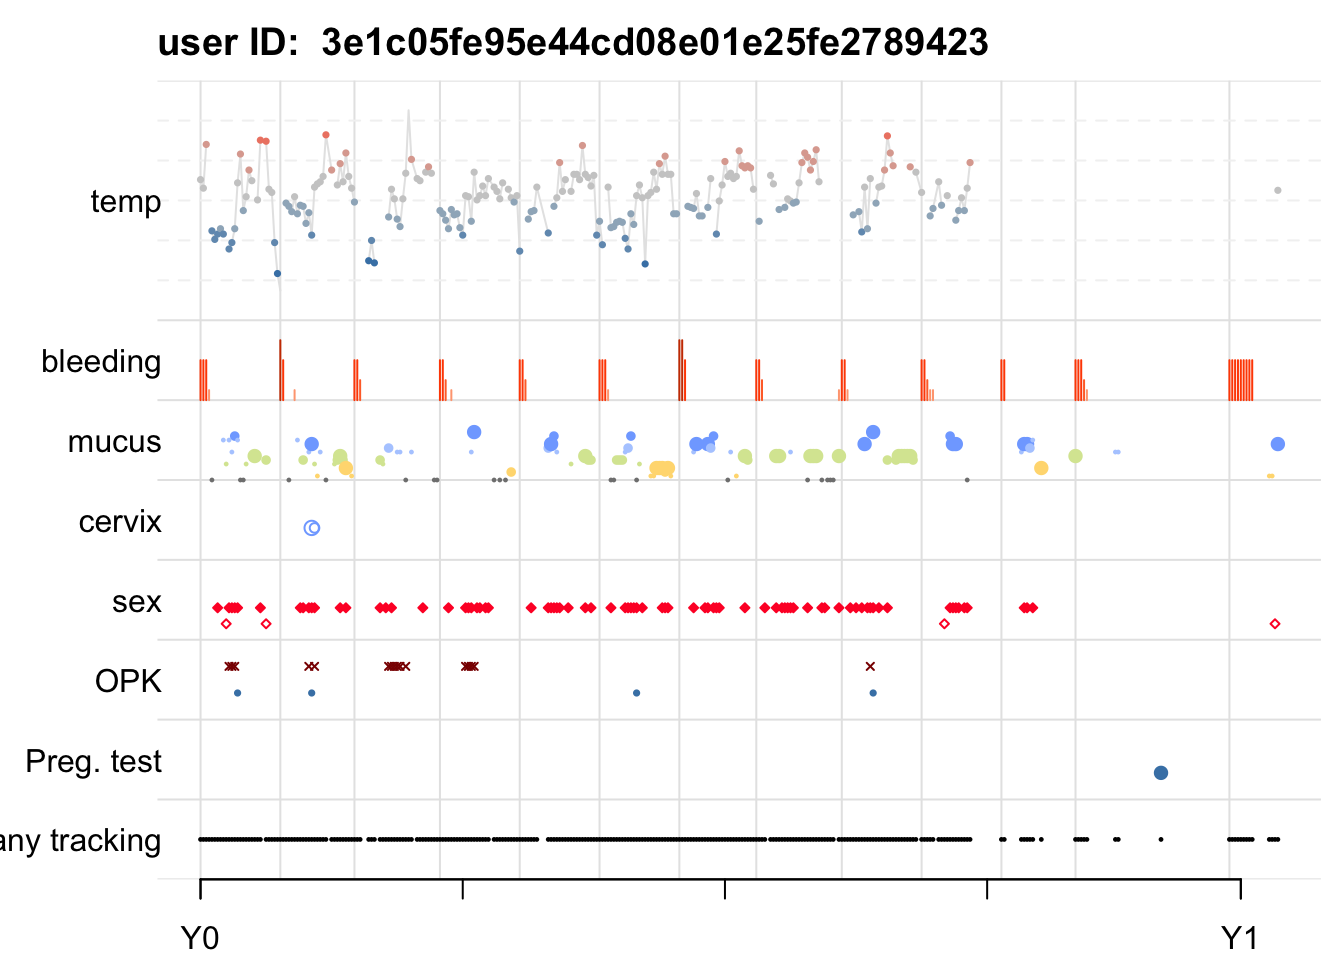 user ID:  3e1c05fe95e44cd08e01e25fe2789423
temp
bleeding
mucus
cervix
sex
OPK
Preg. test
any tracking
Y0
Y1